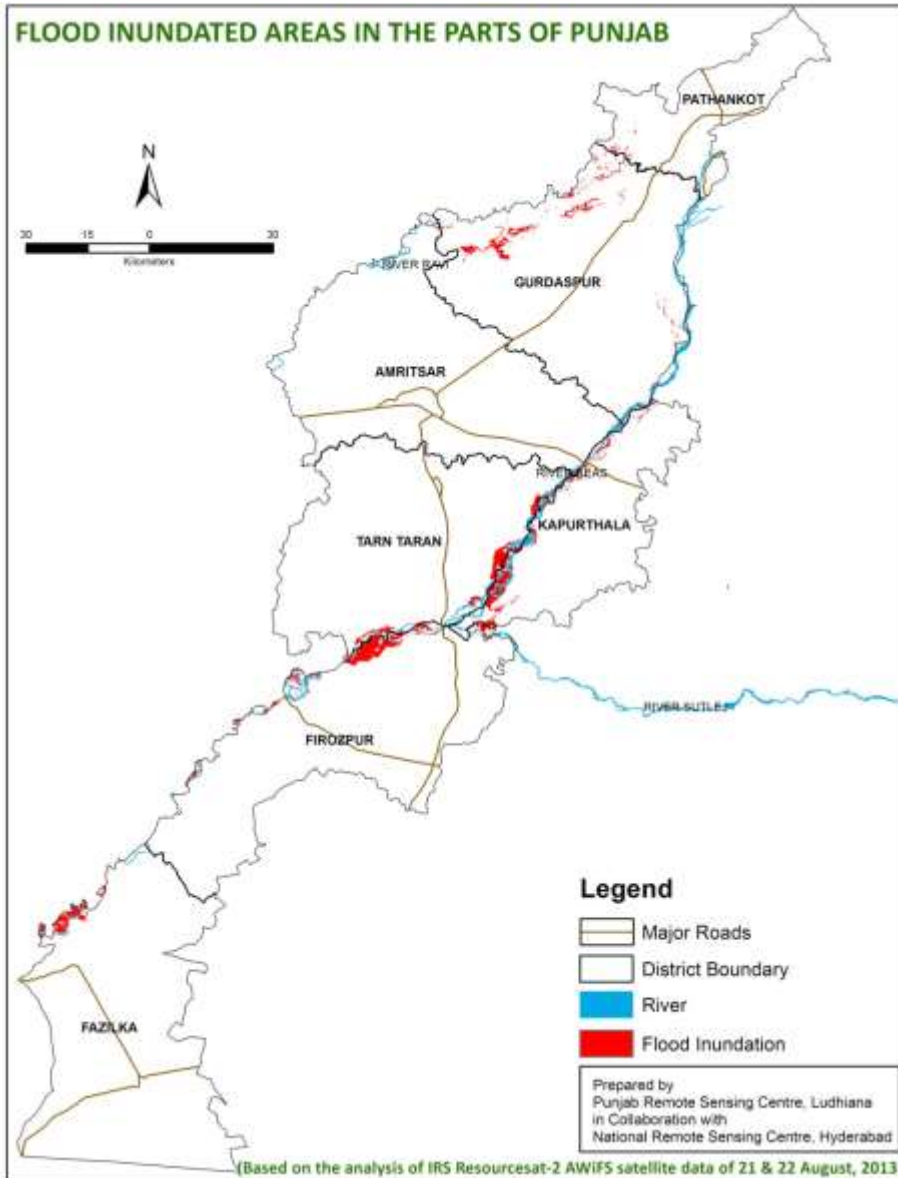 FLOOD INUNDATED AREAS IN THE PARTS OF PUNJAB
PATHANKOT
N
30 15 0 30
Kilometers
RIVER RAVI
GURDASPUR
AMRITSAR
RIVER BEAS
KAPURTHALA
TARN TARAN
RIVER SUTLEJ
FIROZPUR
FAZILKA
Legend
Major Roads
District Boundary
River
Flood Inundation
Prepared by
Punjab Remote Sensing Centre, Ludhiana
in Collaboration with
National Remote Sensing Centre, Hyderabad
(Based on the analysis of IRS Resourcesat-2 AWiFS satellite data of 21 & 22 August, 2013